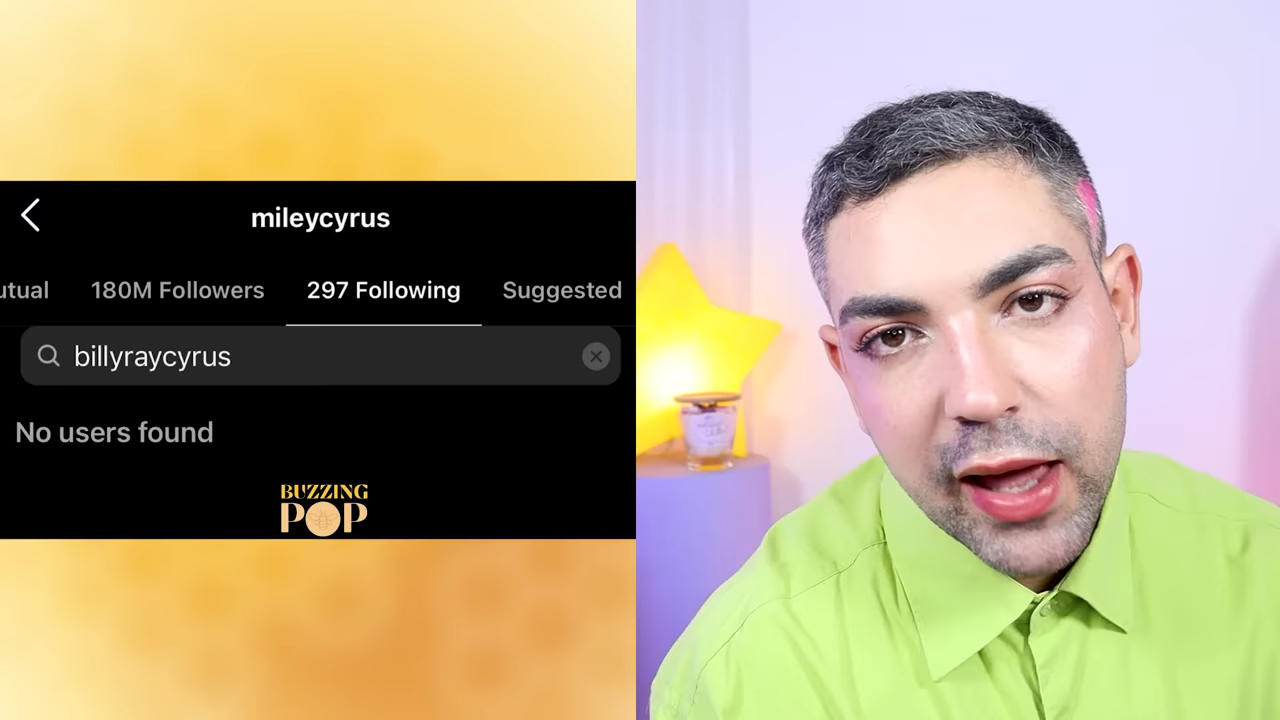 mileycyrus
utual
180M Followers
297 Following
Suggested
billyraycyrus
No users found
BUZZING
POP